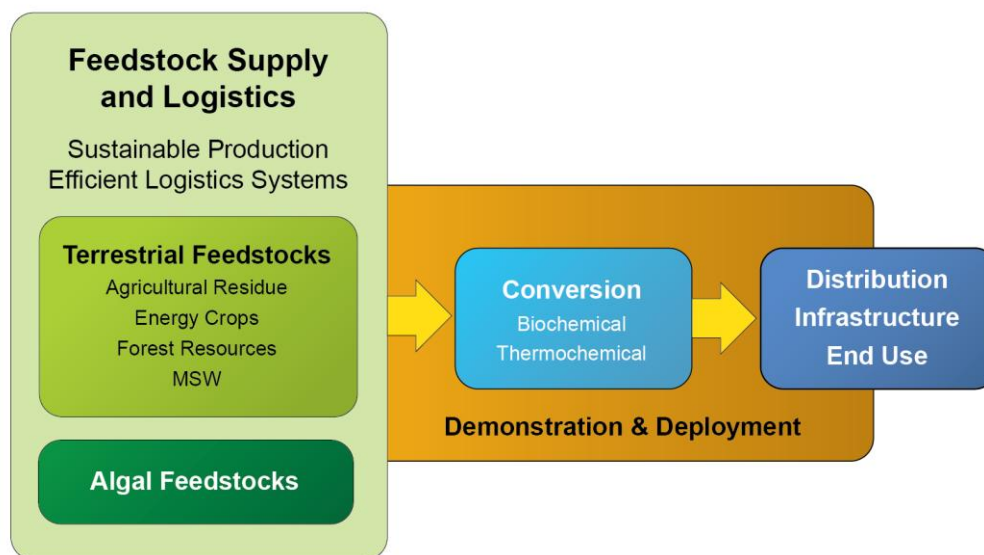 Feedstock Supply
and Logistics
Sustainable Production
Efficient Logistics Systems
Terrestrial Feedstocks
Agricultural Residue
Energy Crops
Forest Resources
MSW
Algal Feedstocks
Conversion
Biochemical
Thermochemical
Demonstration & Deployment
Distribution
Infrastructure
End Use